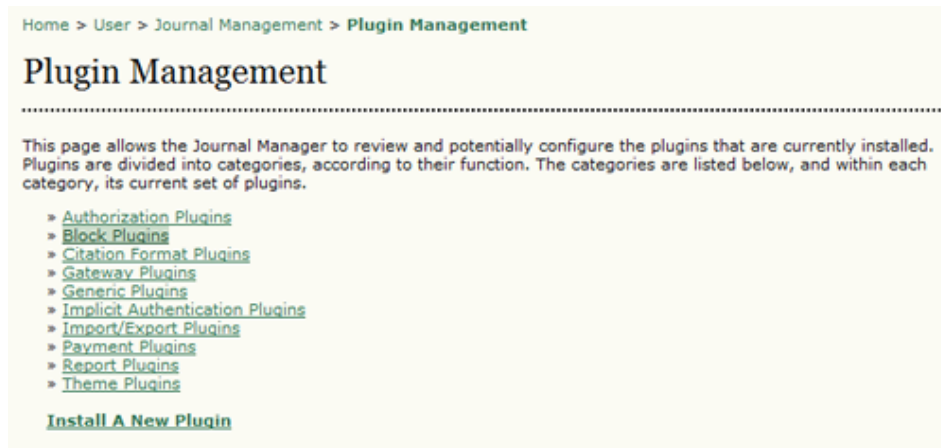 Home > User > Journal Management > Plugin Management
Plugin Management
This page allows the Journal Manager to review and potentially configure the plugins that are currently installed.
Plugins are divided into categories, according to their function. The categories are listed below, and within each
category, its current set of plugins.
» Authorization Plugins
» Block Plugins
» Citation Format Plugins
» Gateway Plugins
» Generic Plugins
» Implicit Authentication Plugins
» Import/Export Plugins
» Payment Plugins
» Report Plugins
» Theme Plugins
Install A New Plugin